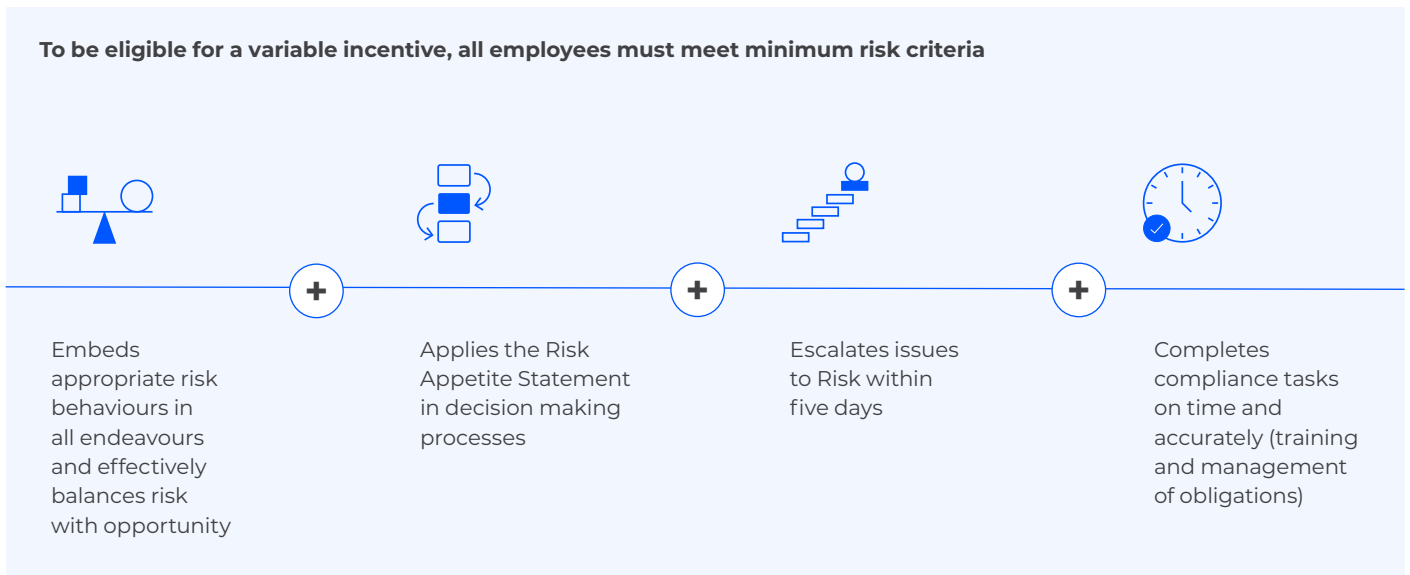 To be eligible for a variable incentive, all employees must meet minimum risk criteria
Embeds
appropriate risk
behaviours in
all endeavours
and effectively
balances risk
with opportunity
Applies the Risk
Appetite Statement
in decision making
processes
Escalates issues
to Risk within
five days
Completes
compliance tasks
on time and
accurately (training
and management
of obligations)